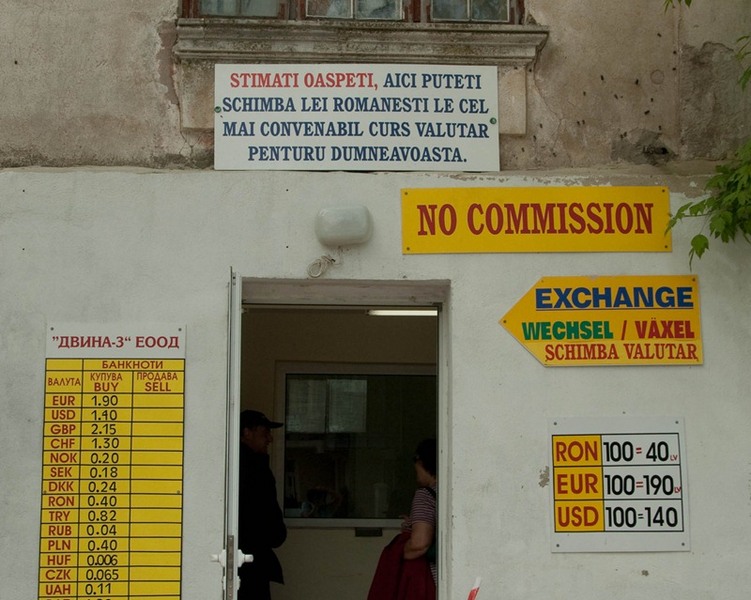 STIMATI OASPETI, AICI PUTETI
SCHIMBA LEI ROMANESTI LE CEL
MAI CONVENABIL CURS VALUTAR
PENTURU DUMNEAVOASTA.
NO COMMISSION
EXCHANGE
WECHSEL / VÄXEL
SCHIMBA VALUTAR
"ДВИНА-3" ЕООД
БАНКНОТИ
ВАЛУТА КУПУВА BUY ПРОДАВА SELL
EUR 1.90
USD 1.40
GBP 2.15
CHF 1.30
NOK 0.20
SEK 0.18
DKK 0.24
RON 0.40
TRY 0.82
RUB 0.04
PLN 0.40
HUF 0.006
CZK 0.065
UAH 0.11
RON 100=40LV
EUR 100=190LV
USD 100=140